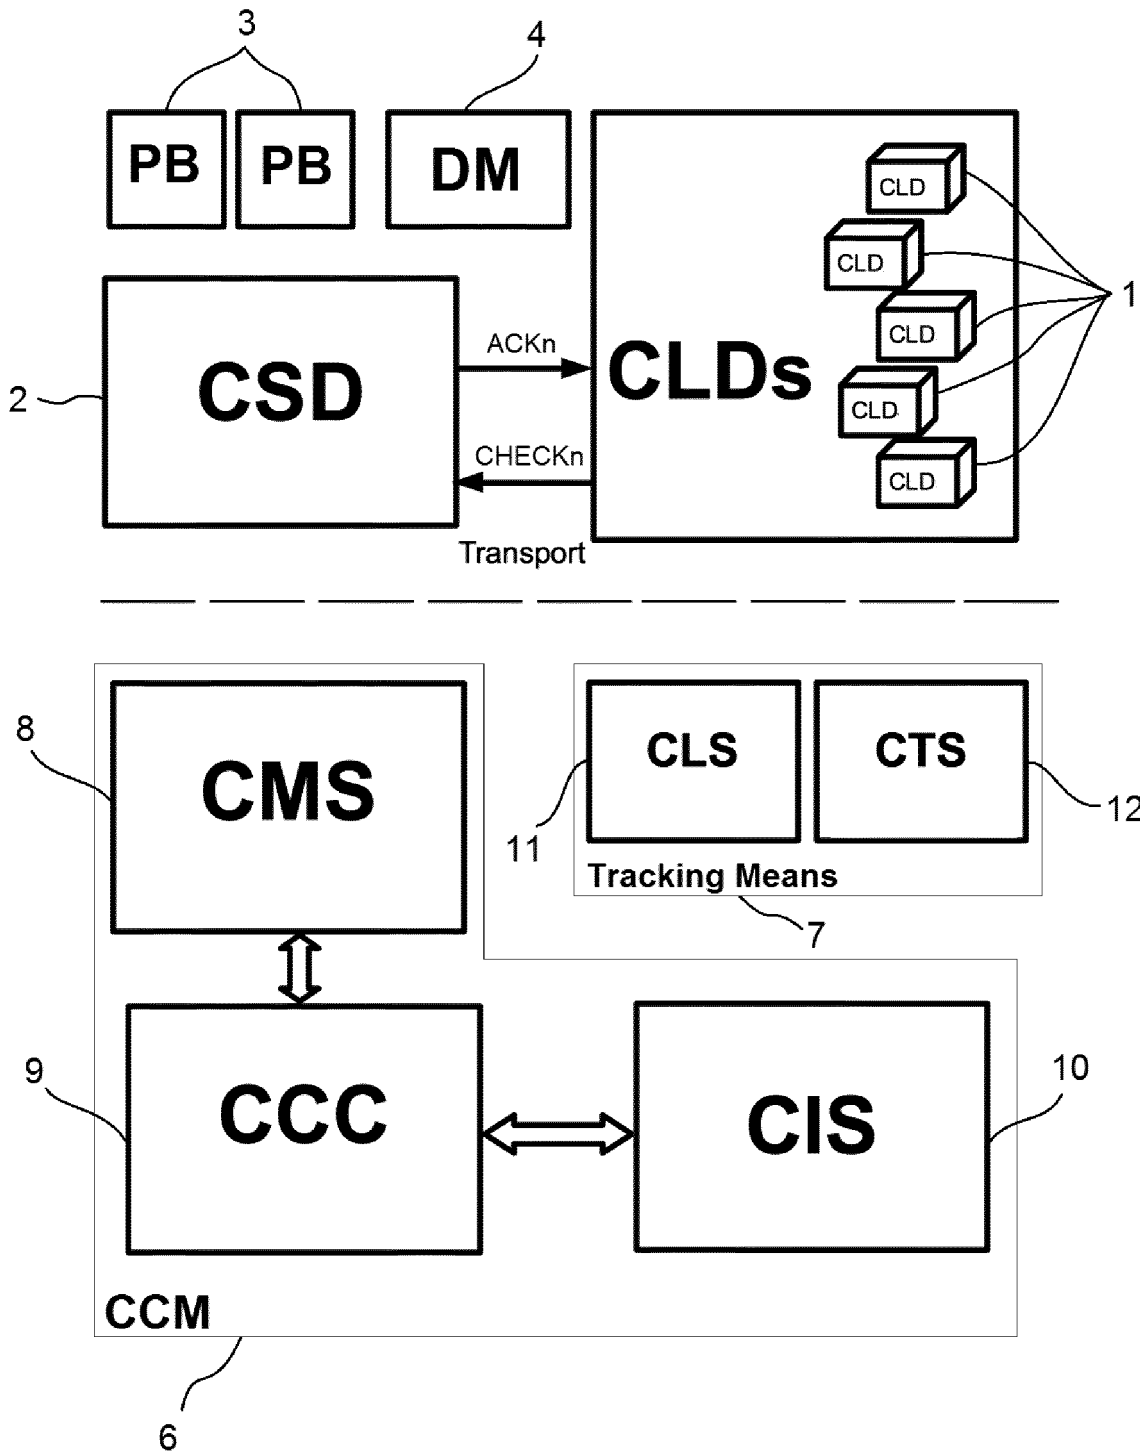 3
4
PB
PB
DM
CLD
CLD
1
CLD
ACKn
CSD
CLDs
2
CLD
CHECKn
CLD
Transport
8
CMS
CLS
CTS
11
12
Tracking Means
7
9
CCC
CIS
10
CCM
6